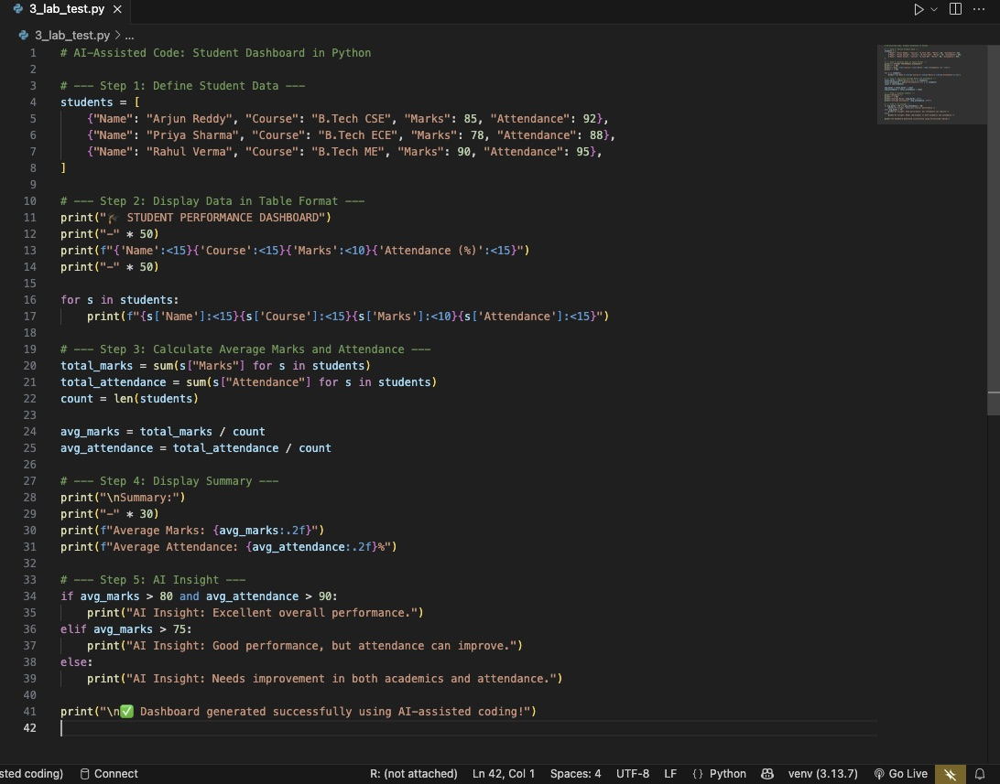 3_lab_test.py
3_lab_test.py > ...
1 # AI-Assisted Code: Student Dashboard in Python
2
3 # --- Step 1: Define Student Data ---
4 students = [
5     {"Name": "Arjun Reddy", "Course": "B.Tech CSE", "Marks": 85, "Attendance": 92},
6     {"Name": "Priya Sharma", "Course": "B.Tech ECE", "Marks": 78, "Attendance": 88},
7     {"Name": "Rahul Verma", "Course": "B.Tech ME", "Marks": 90, "Attendance": 95},
8 ]
9
10 # --- Step 2: Display Data in Table Format ---
11 print("🎓 STUDENT PERFORMANCE DASHBOARD")
12 print("-" * 50)
13 print(f"{'Name':<15}{'Course':<15}{'Marks':<10}{'Attendance (%)':<15}")
14 print("-" * 50)
15
16 for s in students:
17     print(f"{s['Name']:<15}{s['Course']:<15}{s['Marks']:<10}{s['Attendance']:<15}")
18
19 # --- Step 3: Calculate Average Marks and Attendance ---
20 total_marks = sum(s["Marks"] for s in students)
21 total_attendance = sum(s["Attendance"] for s in students)
22 count = len(students)
23
24 avg_marks = total_marks / count
25 avg_attendance = total_attendance / count
26
27 # --- Step 4: Display Summary ---
28 print("\nSummary:")
29 print("-" * 30)
30 print(f"Average Marks: {avg_marks:.2f}")
31 print(f"Average Attendance: {avg_attendance:.2f}%")
32
33 # --- Step 5: AI Insight ---
34 if avg_marks > 80 and avg_attendance > 90:
35     print("AI Insight: Excellent overall performance.")
36 elif avg_marks > 75:
37     print("AI Insight: Good performance, but attendance can improve.")
38 else:
39     print("AI Insight: Needs improvement in both academics and attendance.")
40
41 print("\n✅ Dashboard generated successfully using AI-assisted coding!")
42
sted coding) Connect R: (not attached) Ln 42, Col 1 Spaces: 4 UTF-8 LF {} Python venv (3.13.7) Go Live